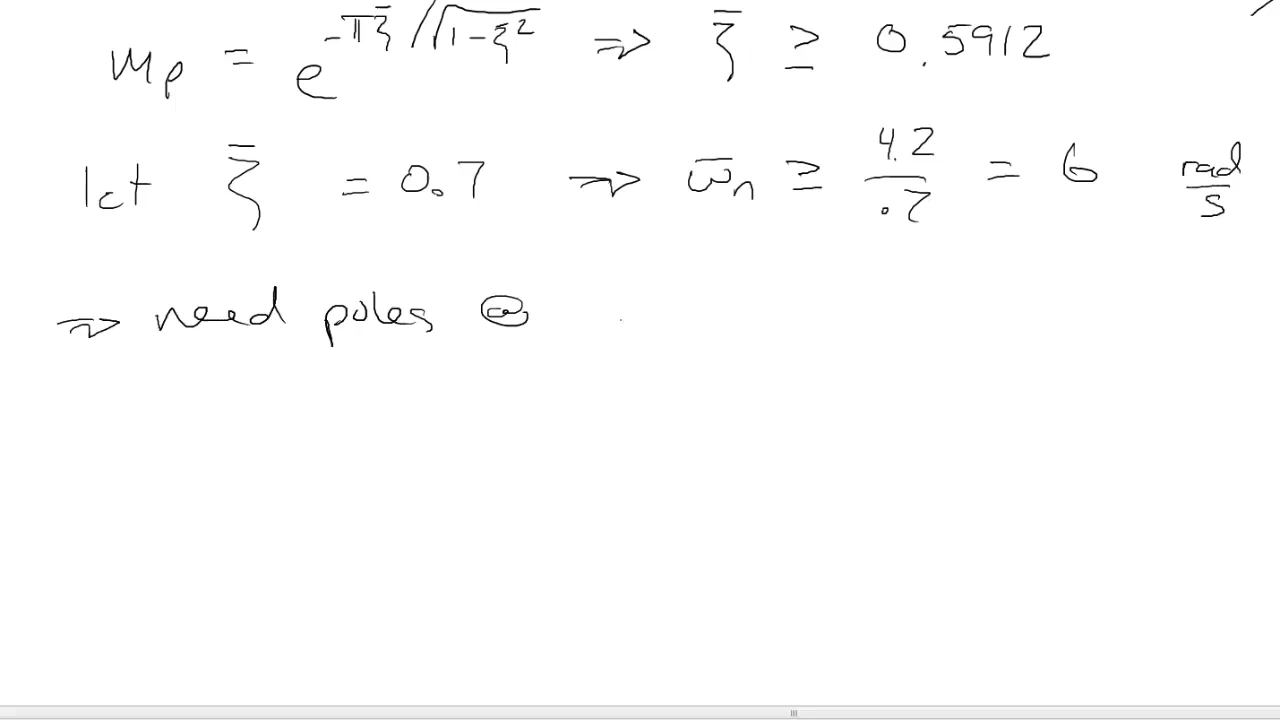 Mp = e^{-πζ̄/√(1-ζ̄²)} ⇒ ζ̄ ≥ 0.5912
let ζ̄ = 0.7 ⇒ ω̄n ≥ 4.2/.7 = 6 rad/s
⇒ need poles @